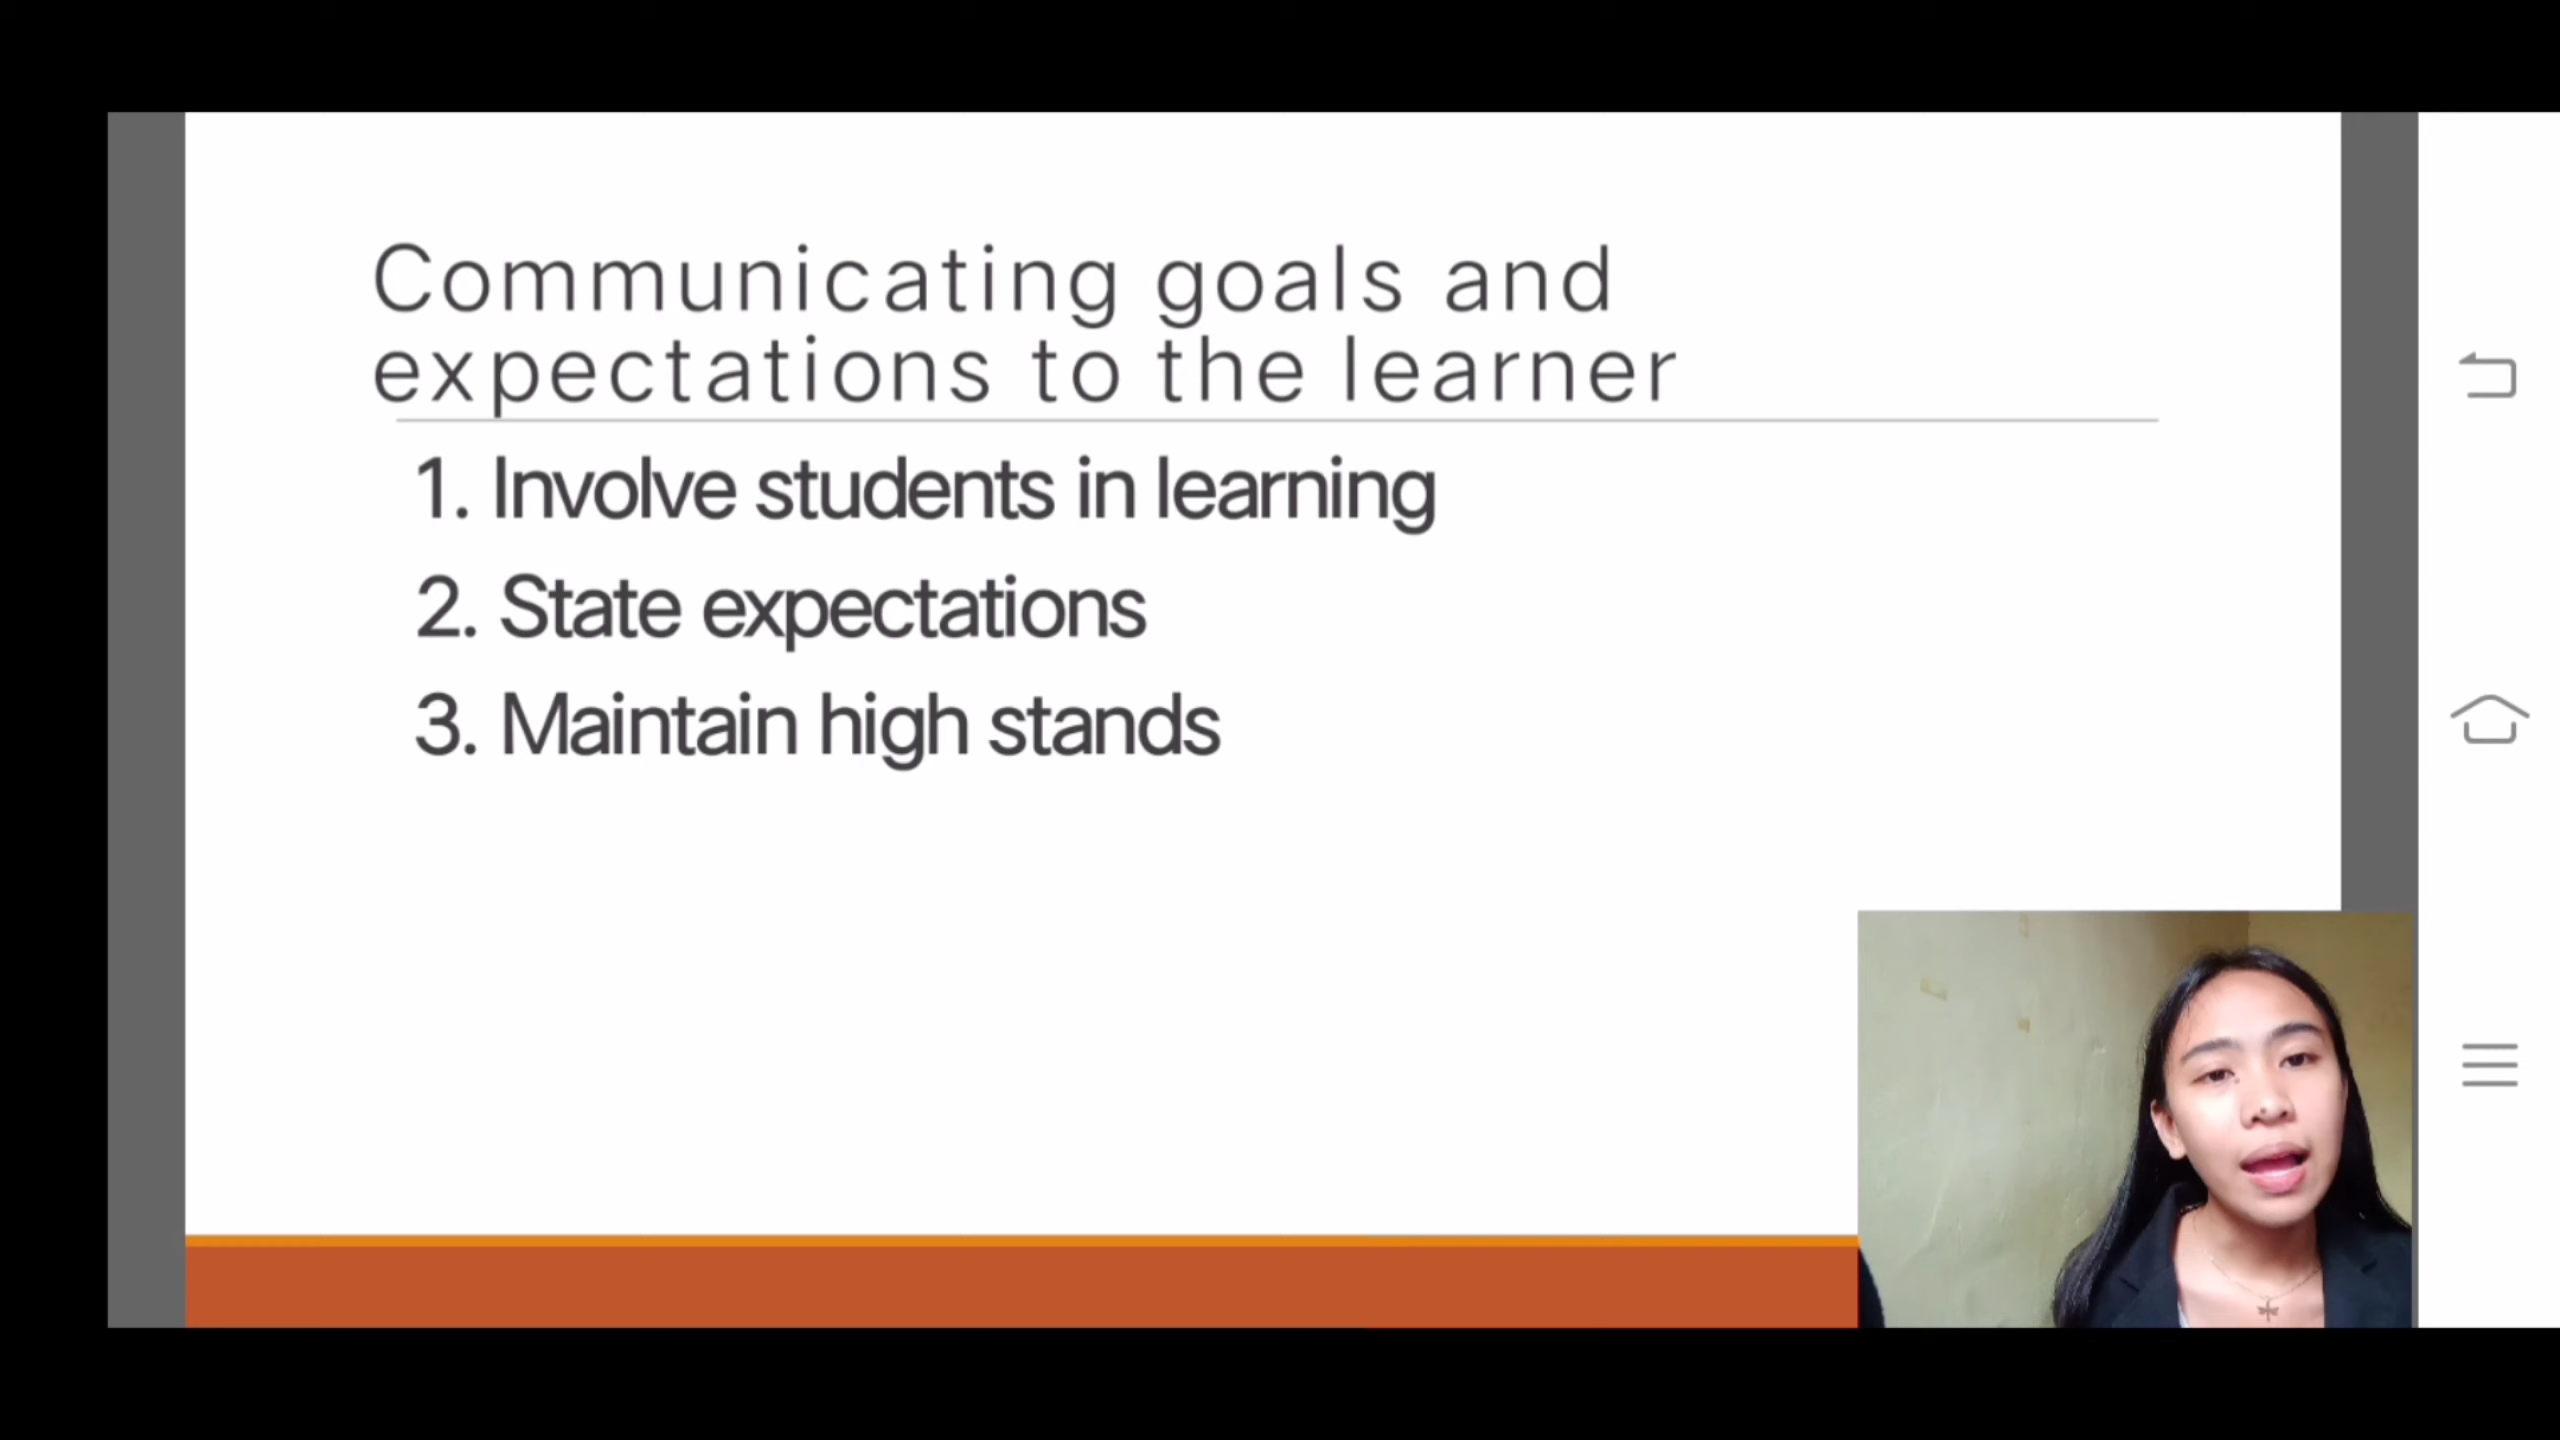 Communicating goals and
expectations to the learner
1. Involve students in learning
2. State expectations
3. Maintain high stands